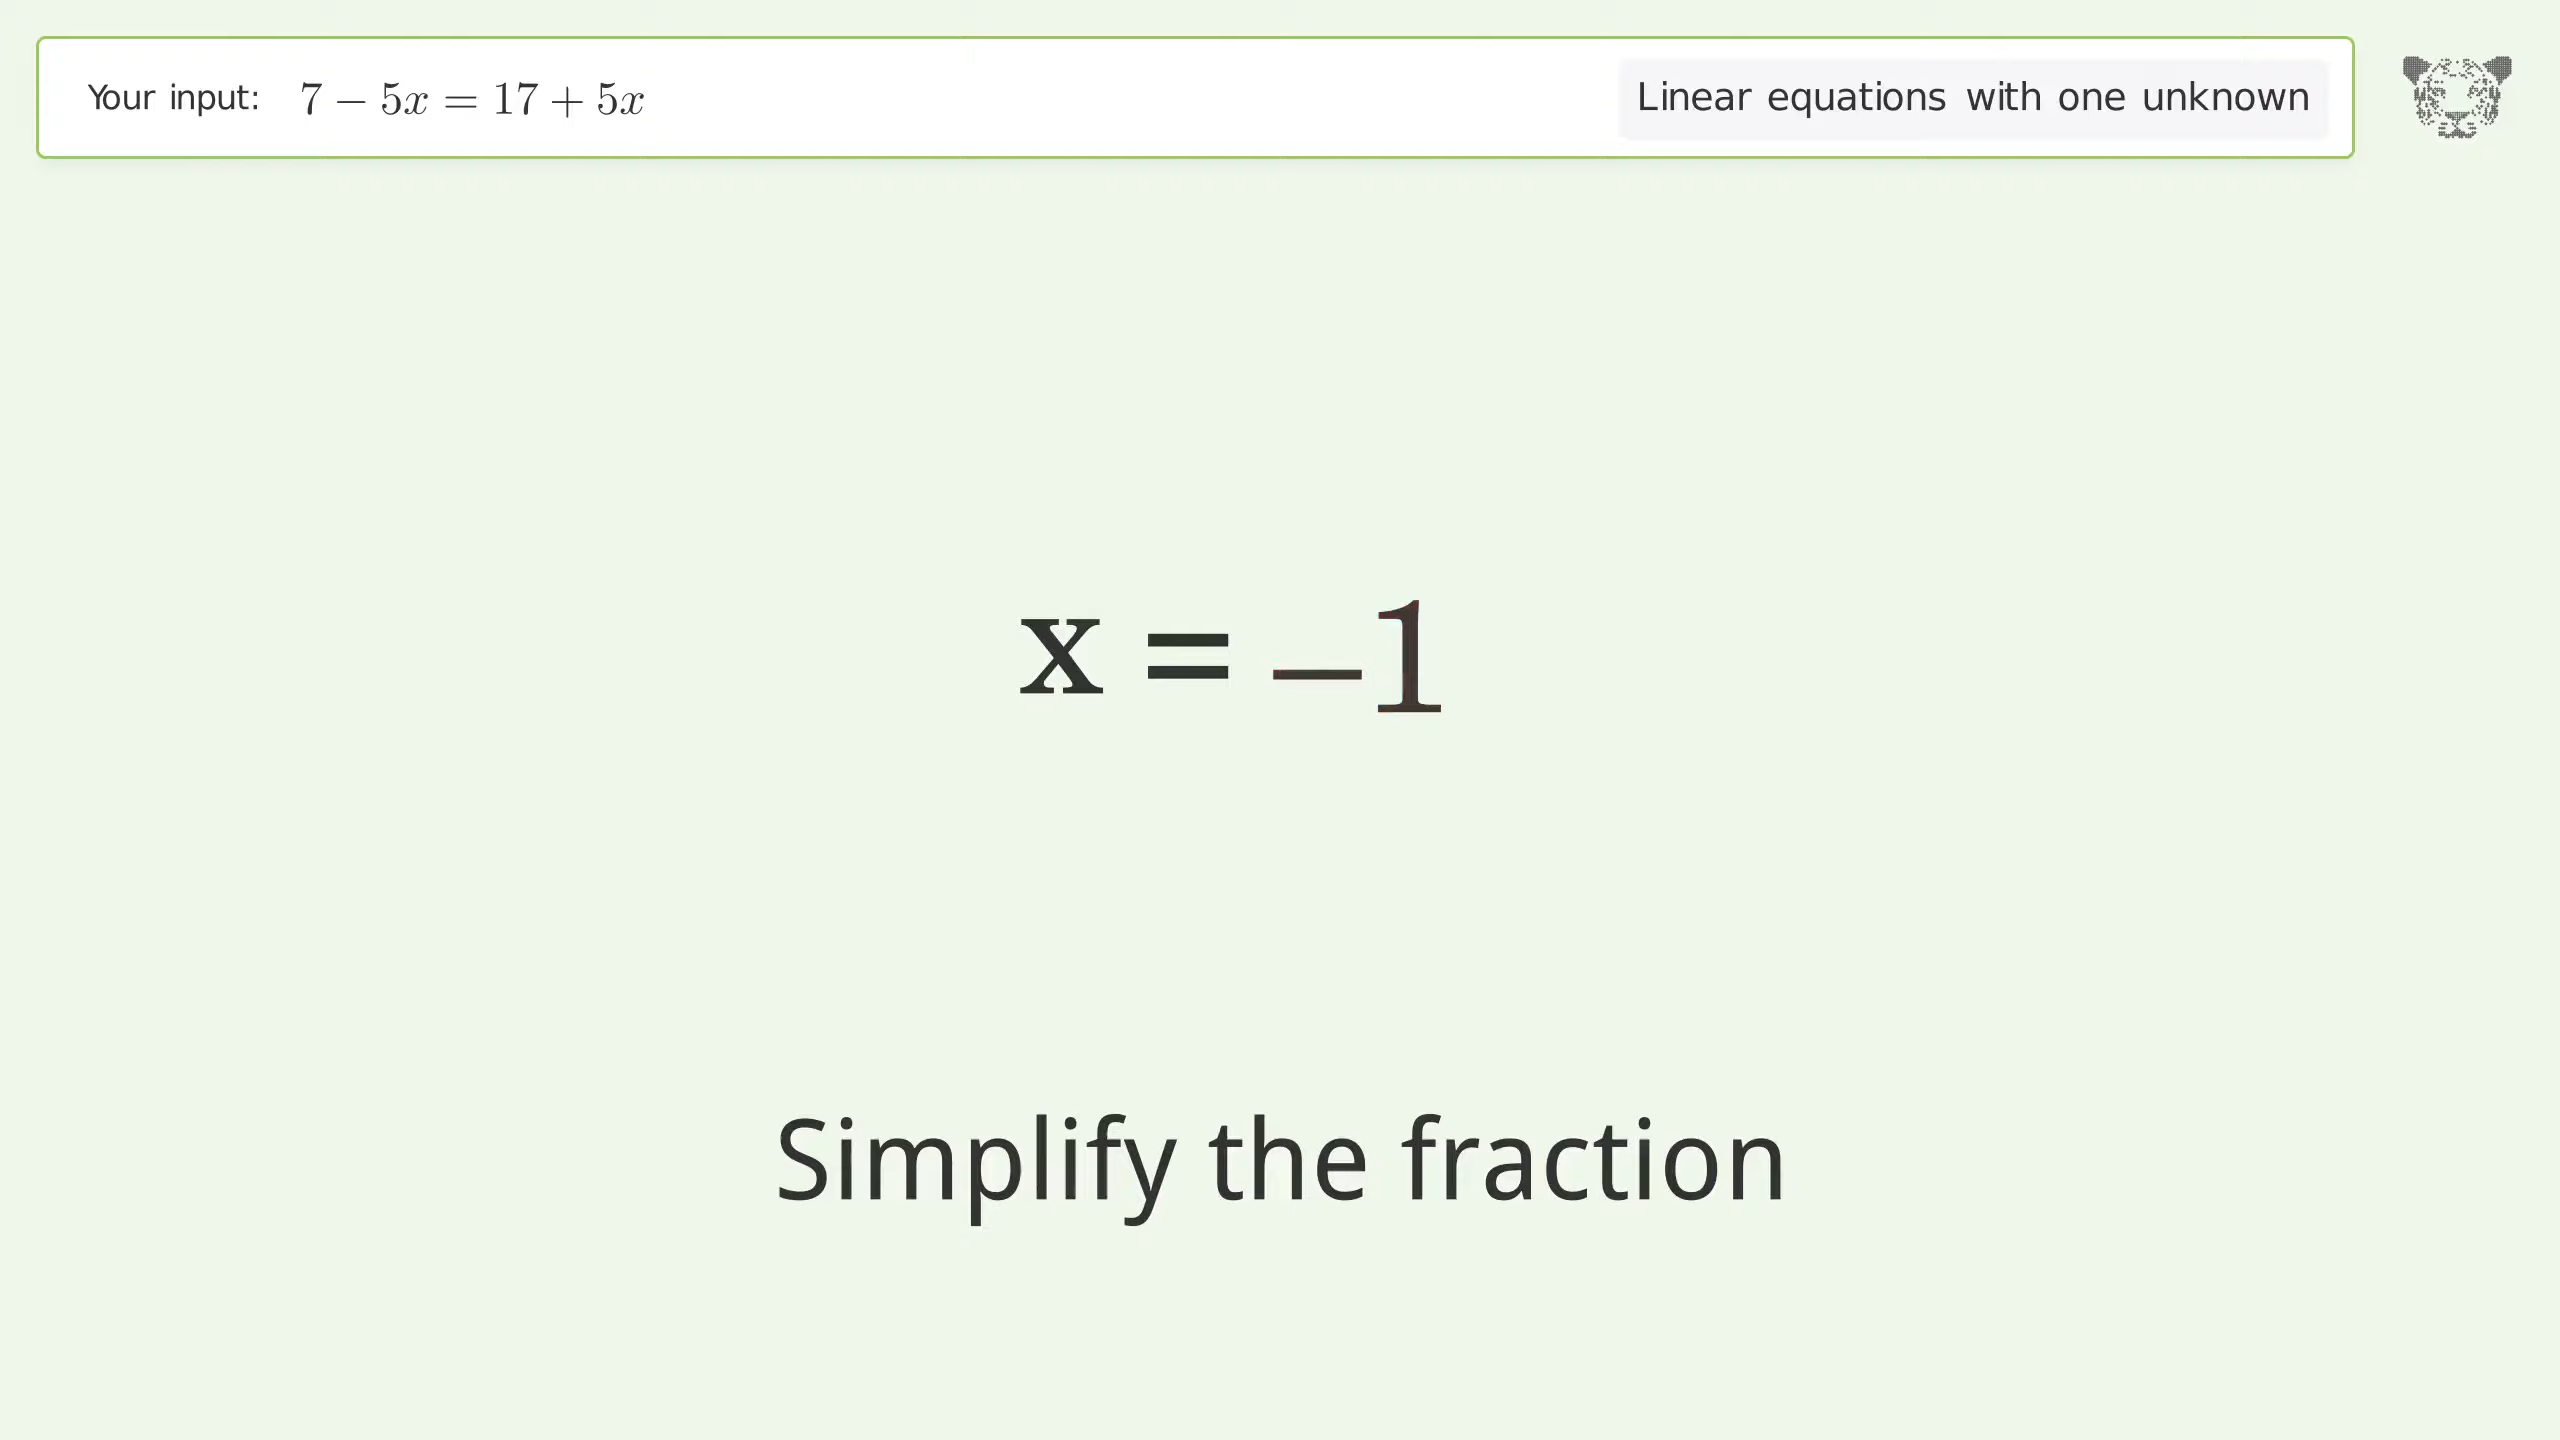 Your input: 7 − 5x = 17 + 5x
Linear equations with one unknown
x = −1
Simplify the fraction